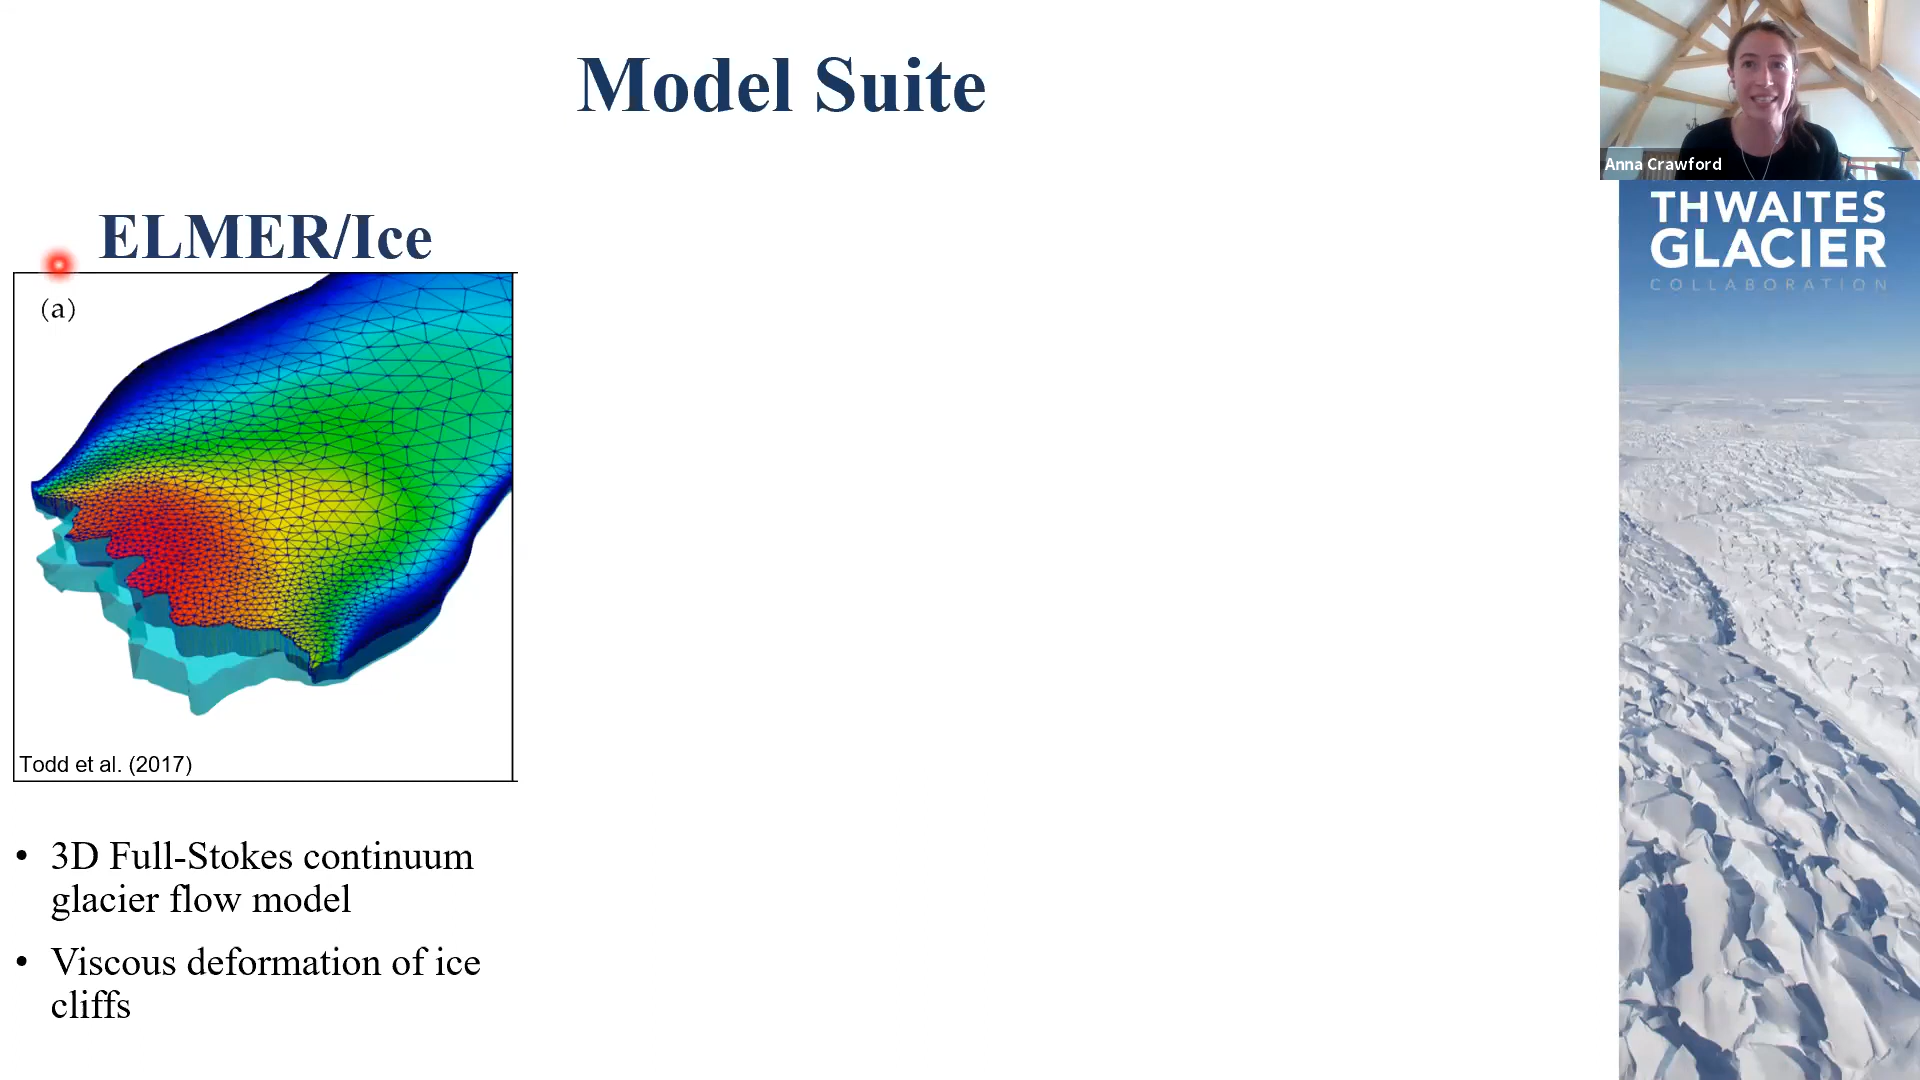 Model Suite
Anna Crawford
THWAITES
GLACIER
COLLABORATION
ELMER/Ice
(a)
Todd et al. (2017)
• 3D Full-Stokes continuum
glacier flow model
• Viscous deformation of ice
cliffs